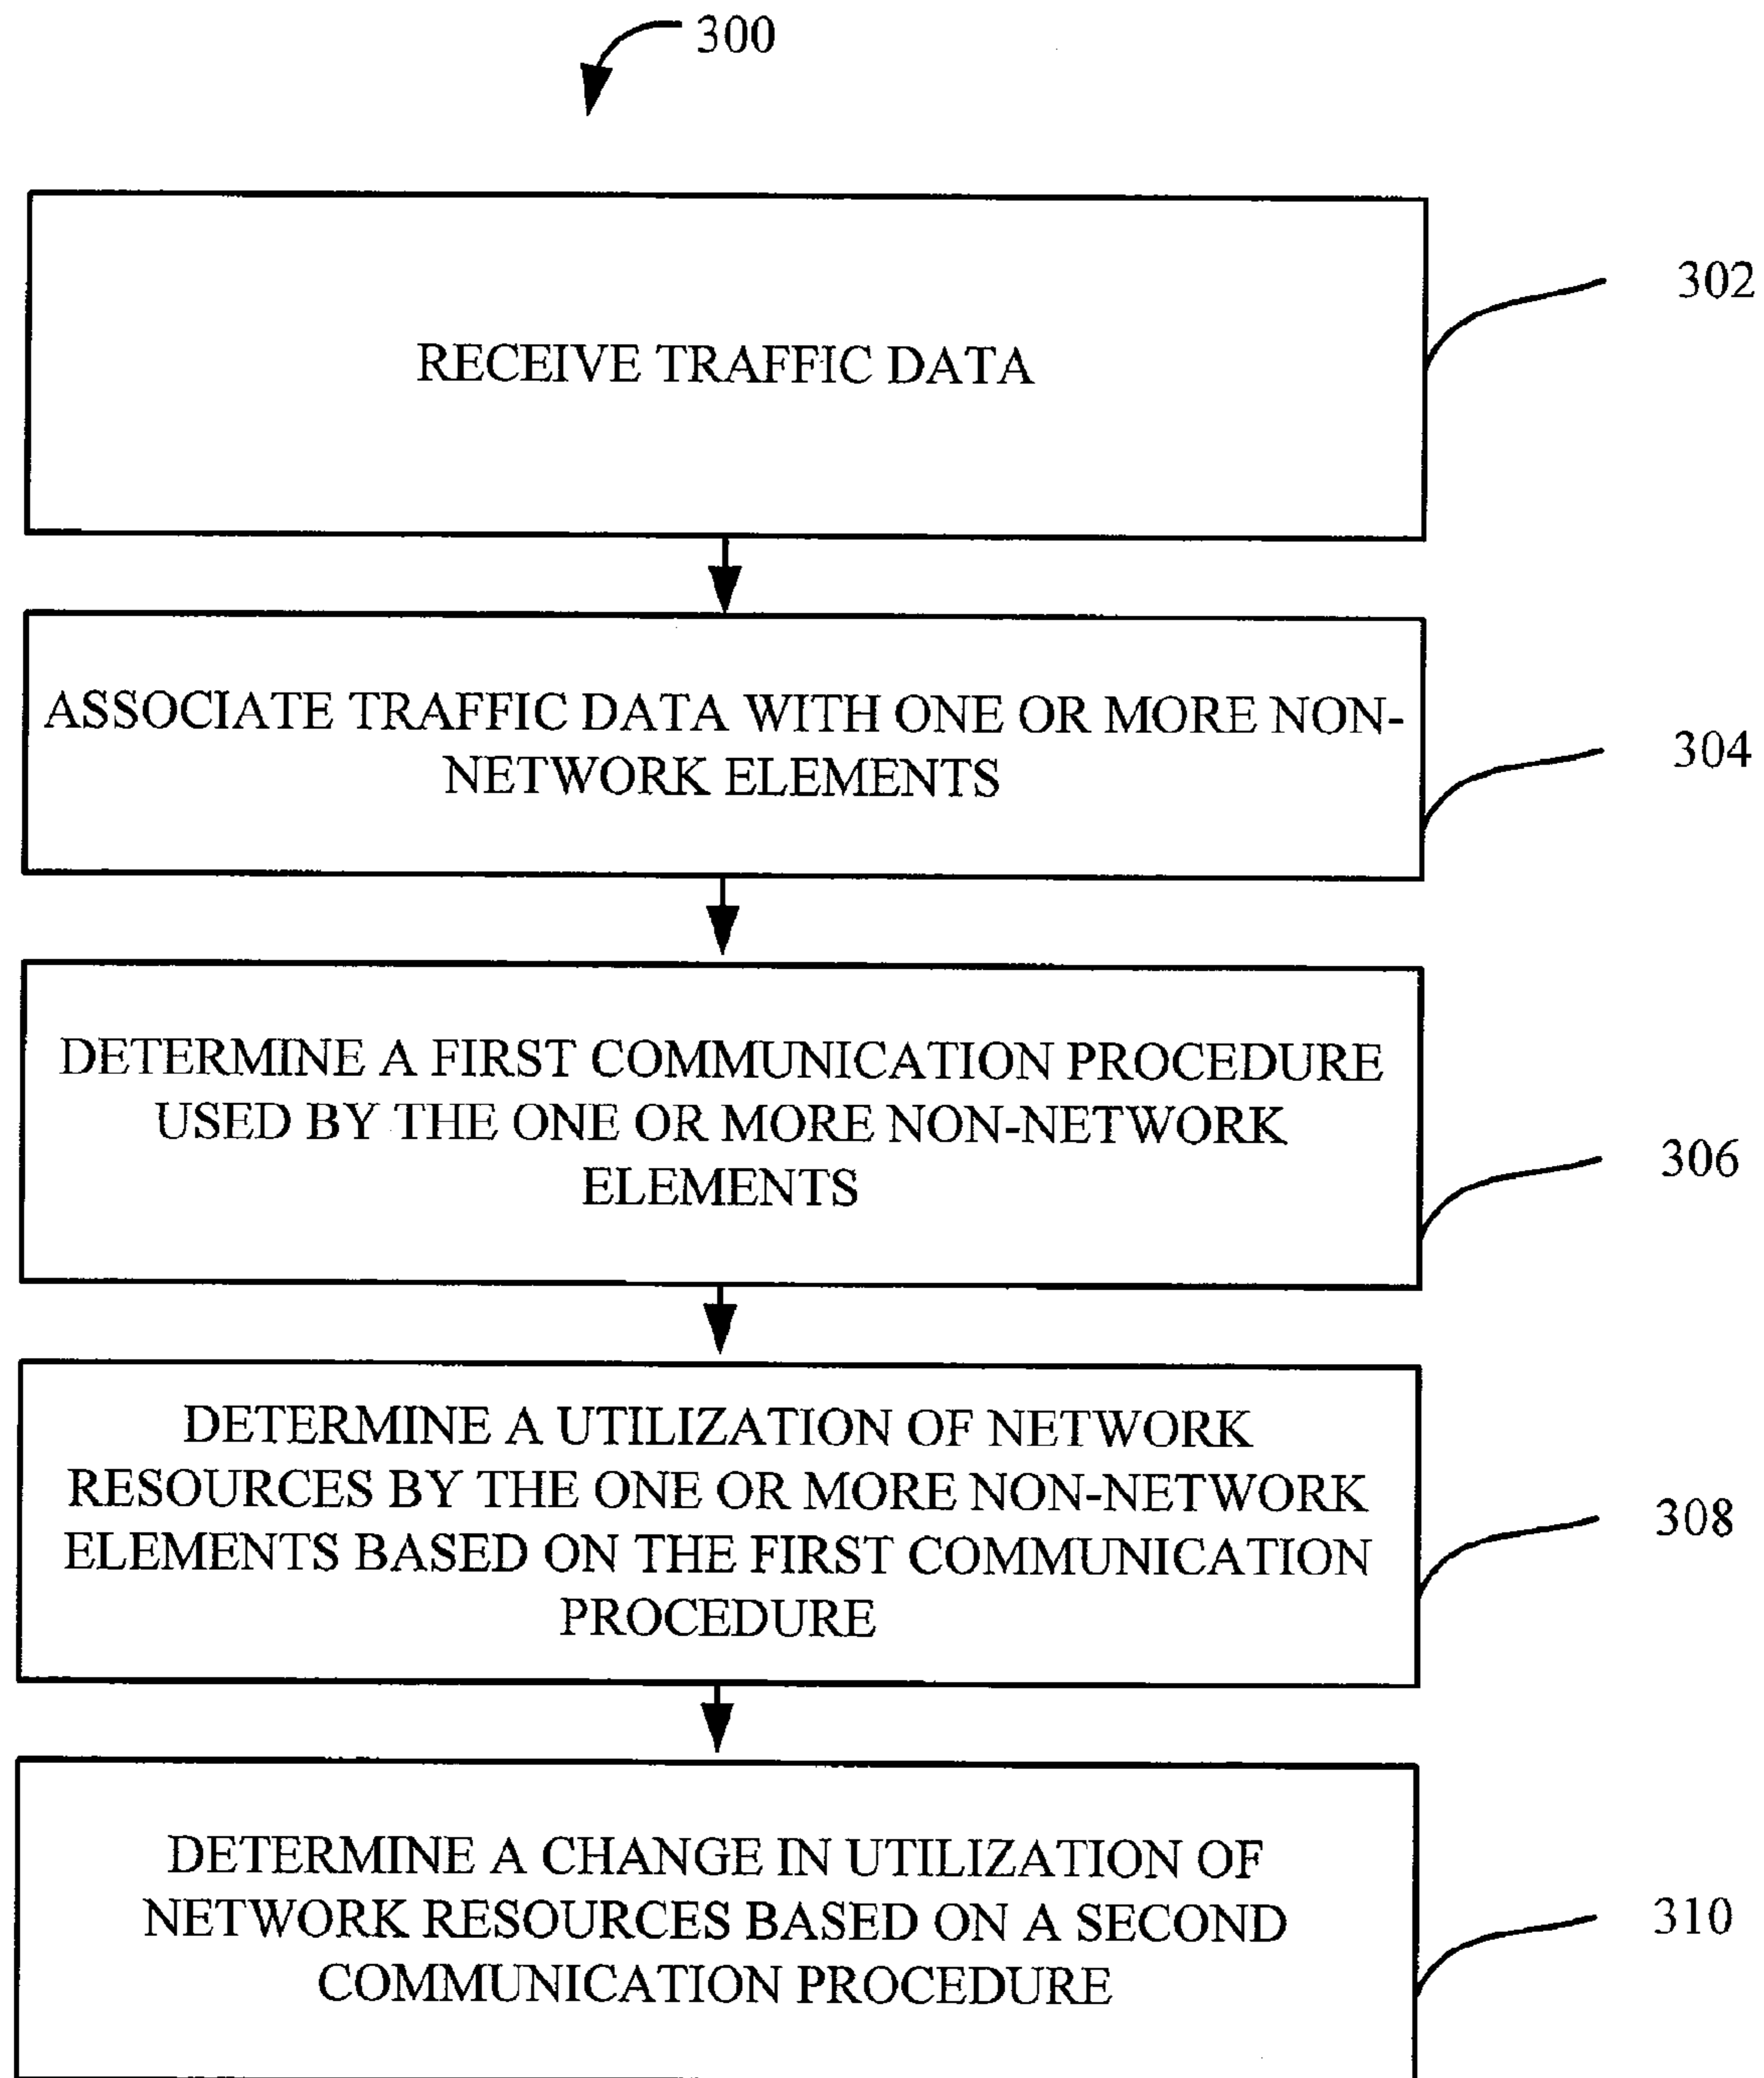 300
RECEIVE TRAFFIC DATA
302
ASSOCIATE TRAFFIC DATA WITH ONE OR MORE NON-
NETWORK ELEMENTS
304
DETERMINE A FIRST COMMUNICATION PROCEDURE
USED BY THE ONE OR MORE NON-NETWORK
ELEMENTS
306
DETERMINE A UTILIZATION OF NETWORK
RESOURCES BY THE ONE OR MORE NON-NETWORK
ELEMENTS BASED ON THE FIRST COMMUNICATION
PROCEDURE
308
DETERMINE A CHANGE IN UTILIZATION OF
NETWORK RESOURCES BASED ON A SECOND
COMMUNICATION PROCEDURE
310